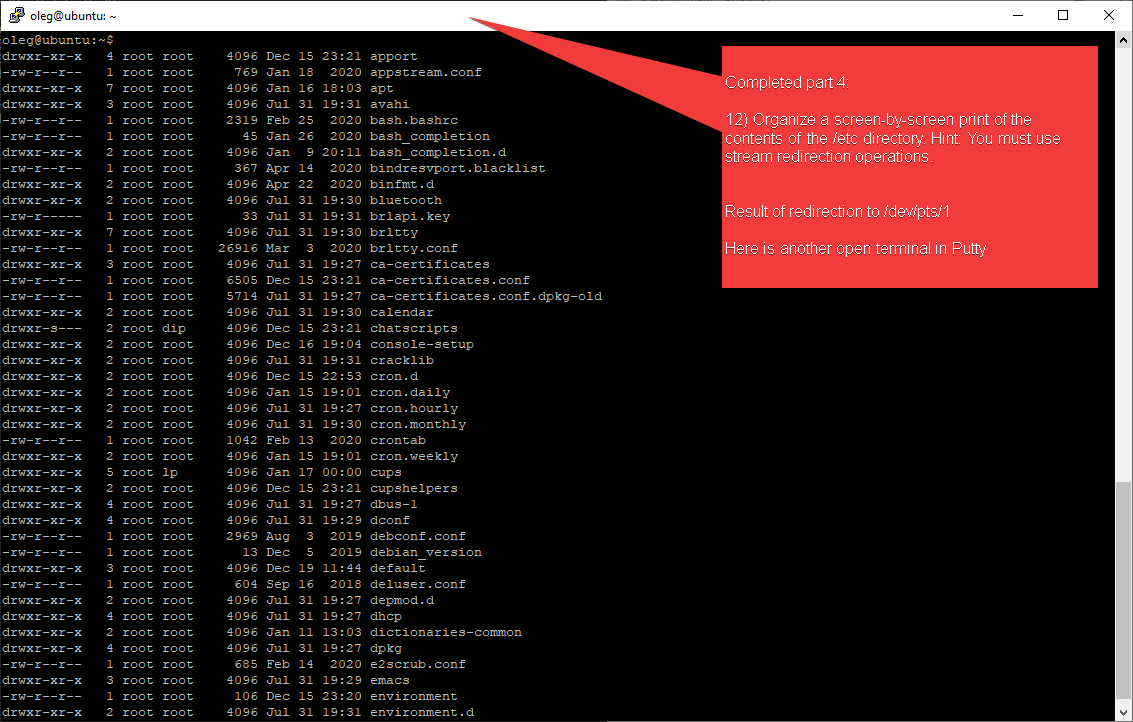 oleg@ubuntu: ~
oleg@ubuntu:~$
drwxr-xr-x   4 root root    4096 Dec 15 23:21 apport
-rw-r--r--   1 root root     769 Jan 18  2020 appstream.conf
drwxr-xr-x   7 root root    4096 Jan 16 18:03 apt
drwxr-xr-x   3 root root    4096 Jul 31 19:31 avahi
-rw-r--r--   1 root root    2319 Feb 25  2020 bash.bashrc
-rw-r--r--   1 root root      45 Jan 26  2020 bash_completion
drwxr-xr-x   2 root root    4096 Jan  9 20:11 bash_completion.d
-rw-r--r--   1 root root     367 Apr 14  2020 bindresvport.blacklist
drwxr-xr-x   2 root root    4096 Apr 22  2020 binfmt.d
drwxr-xr-x   2 root root    4096 Jul 31 19:30 bluetooth
-rw-r-----   1 root root      33 Jul 31 19:31 brlapi.key
drwxr-xr-x   7 root root    4096 Jul 31 19:30 brltty
-rw-r--r--   1 root root   26916 Mar  3  2020 brltty.conf
drwxr-xr-x   3 root root    4096 Jul 31 19:27 ca-certificates
-rw-r--r--   1 root root    6505 Dec 15 23:21 ca-certificates.conf
-rw-r--r--   1 root root    5714 Jul 31 19:27 ca-certificates.conf.dpkg-old
drwxr-xr-x   2 root root    4096 Jul 31 19:30 calendar
drwxr-s---   2 root dip     4096 Dec 15 23:21 chatscripts
drwxr-xr-x   2 root root    4096 Dec 16 19:04 console-setup
drwxr-xr-x   2 root root    4096 Jul 31 19:31 cracklib
drwxr-xr-x   2 root root    4096 Dec 15 22:53 cron.d
drwxr-xr-x   2 root root    4096 Jan 15 19:01 cron.daily
drwxr-xr-x   2 root root    4096 Jul 31 19:27 cron.hourly
drwxr-xr-x   2 root root    4096 Jul 31 19:30 cron.monthly
-rw-r--r--   1 root root    1042 Feb 13  2020 crontab
drwxr-xr-x   2 root root    4096 Jan 15 19:01 cron.weekly
drwxr-xr-x   5 root lp      4096 Jan 17 00:00 cups
drwxr-xr-x   2 root root    4096 Dec 15 23:21 cupshelpers
drwxr-xr-x   4 root root    4096 Jul 31 19:27 dbus-1
drwxr-xr-x   4 root root    4096 Jul 31 19:29 dconf
-rw-r--r--   1 root root    2969 Aug  3  2019 debconf.conf
-rw-r--r--   1 root root      13 Dec  5  2019 debian_version
drwxr-xr-x   3 root root    4096 Dec 19 11:44 default
-rw-r--r--   1 root root     604 Sep 16  2018 deluser.conf
drwxr-xr-x   2 root root    4096 Jul 31 19:27 depmod.d
drwxr-xr-x   4 root root    4096 Jul 31 19:27 dhcp
drwxr-xr-x   2 root root    4096 Jan 11 13:03 dictionaries-common
drwxr-xr-x   4 root root    4096 Jul 31 19:27 dpkg
-rw-r--r--   1 root root     685 Feb 14  2020 e2scrub.conf
drwxr-xr-x   3 root root    4096 Jul 31 19:29 emacs
-rw-r--r--   1 root root     106 Dec 15 23:20 environment
drwxr-xr-x   2 root root    4096 Jul 31 19:31 environment.d
Completed part 4:
12) Organize a screen-by-screen print of the
contents of the /etc directory. Hint: You must use
stream redirection operations.
Result of redirection to /dev/pts/1
Here is another open terminal in Putty